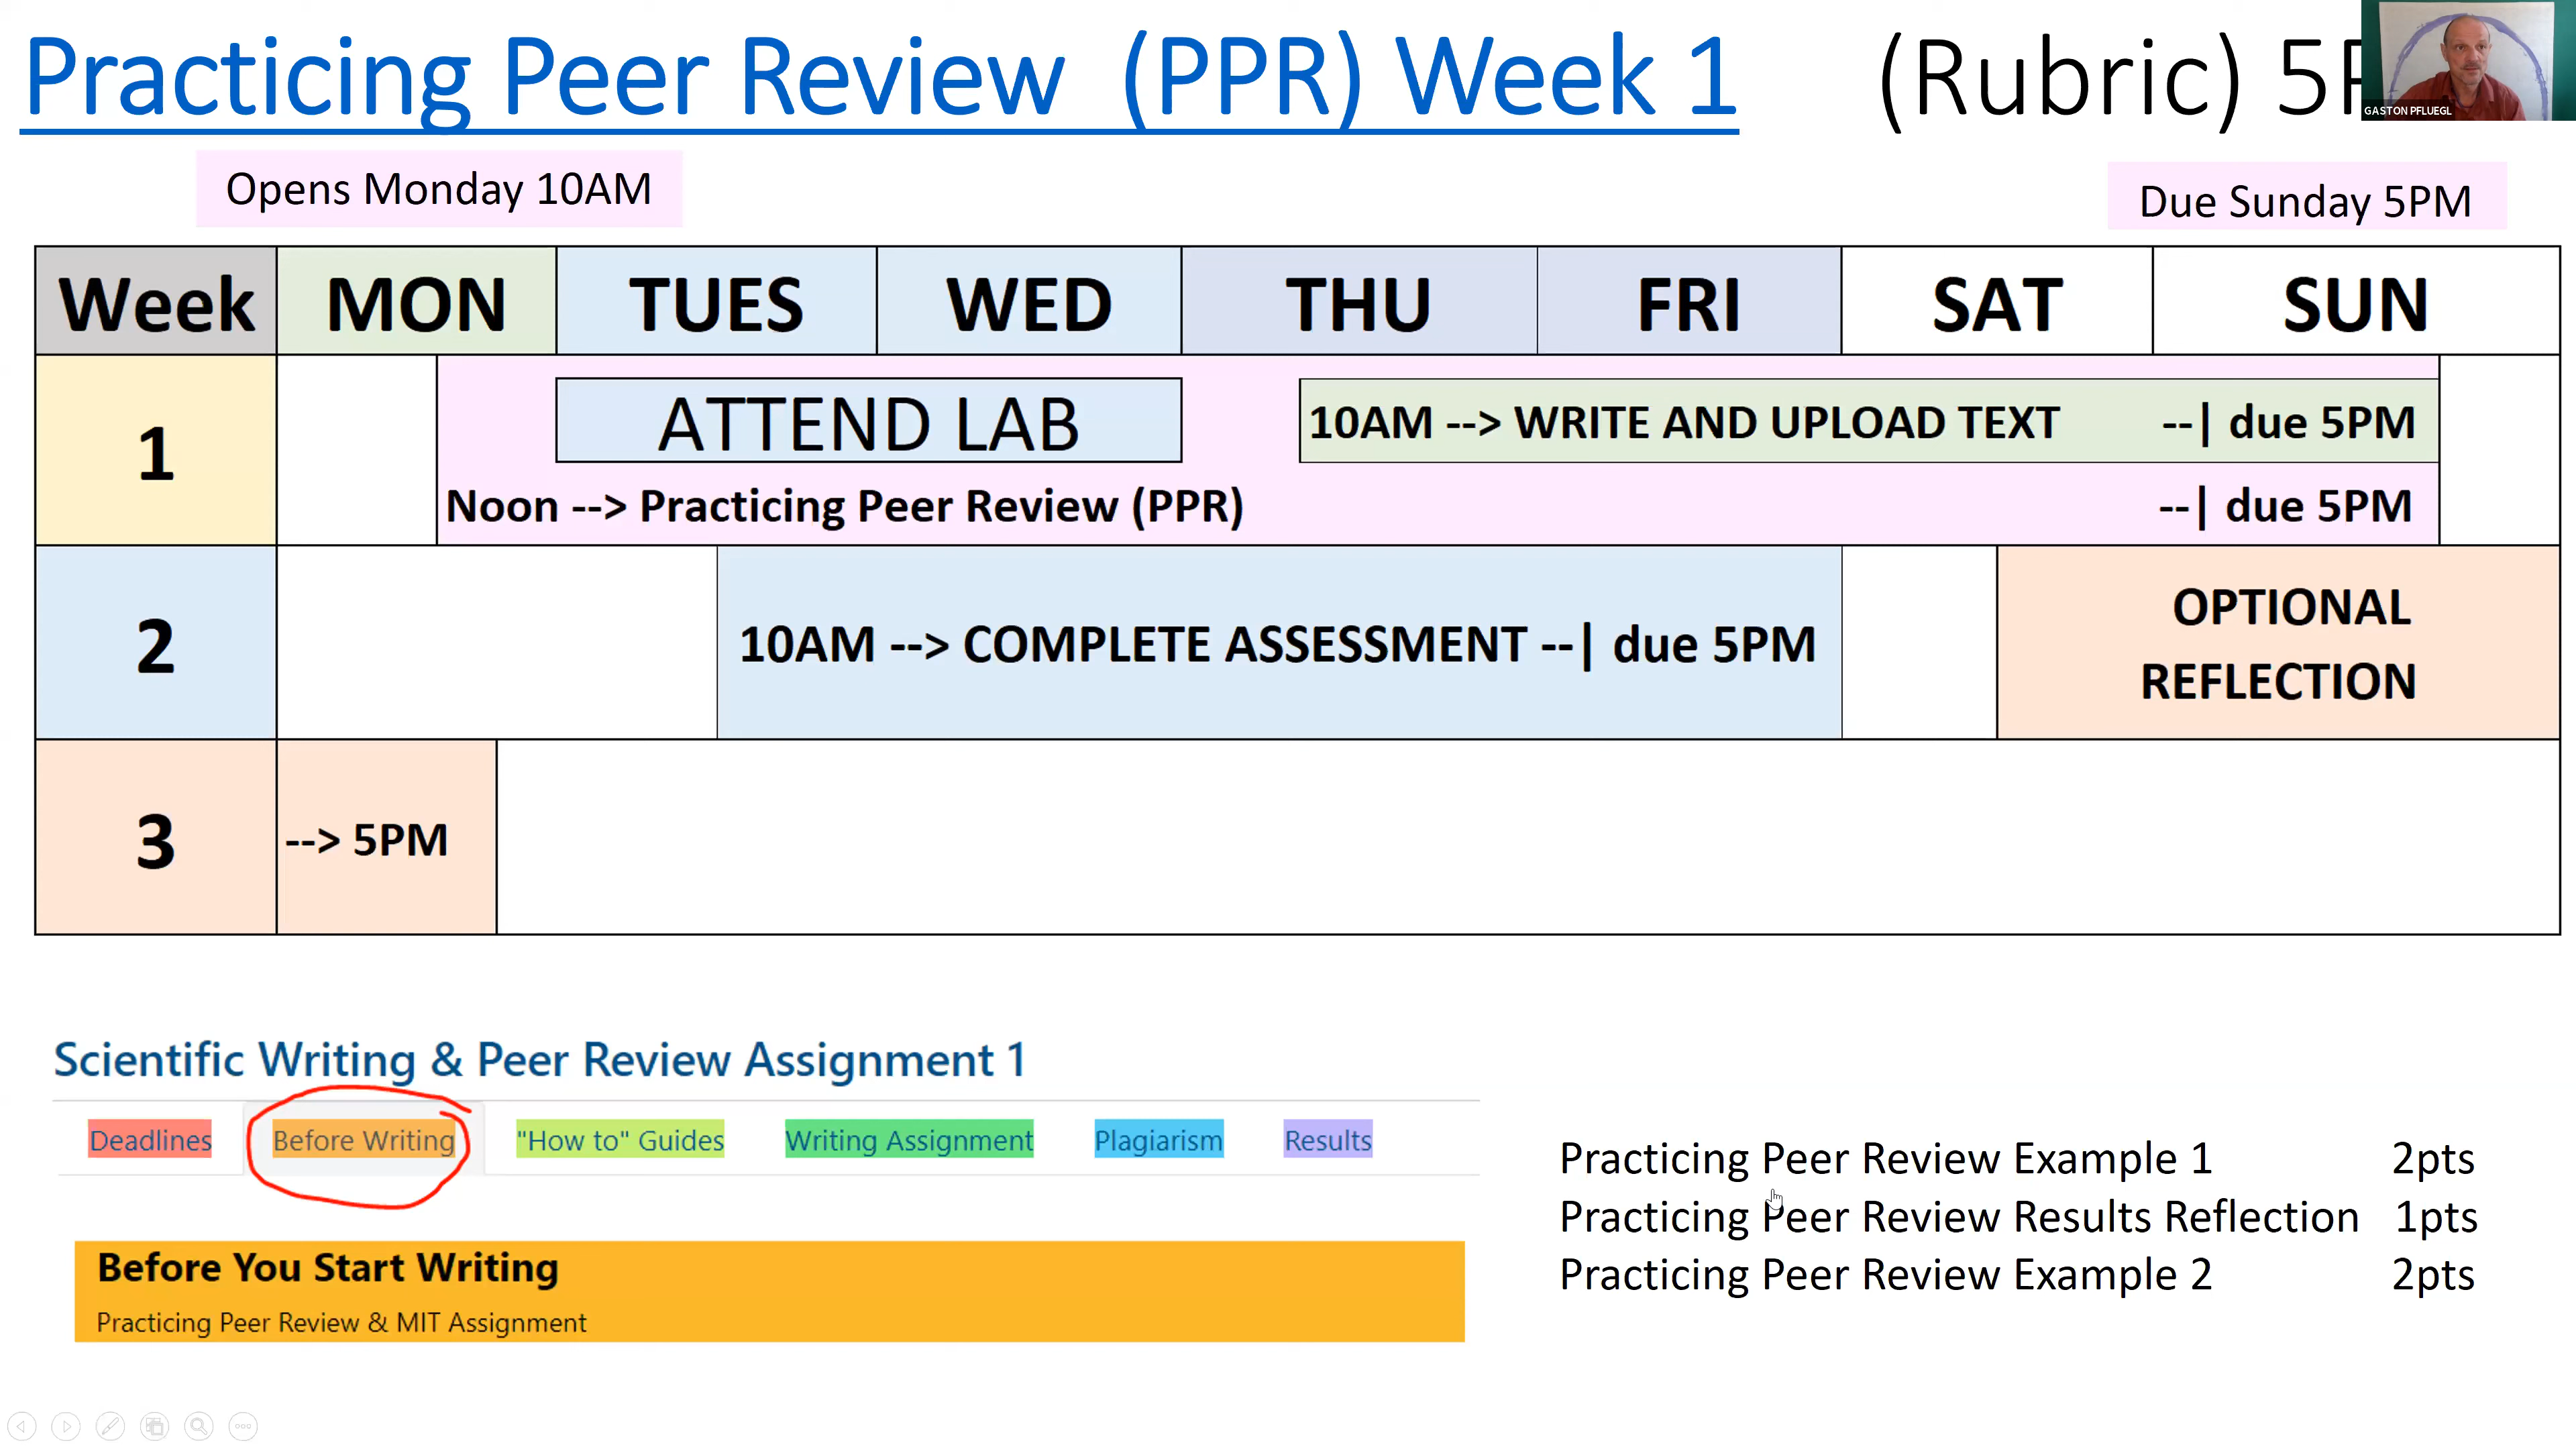 Practicing Peer Review (PPR) Week 1 (Rubric) 5
GASTON PFLUEGL
Opens Monday 10AM
Due Sunday 5PM
Week MON TUES WED THU FRI SAT SUN
1
ATTEND LAB
10AM --> WRITE AND UPLOAD TEXT --| due 5PM
Noon --> Practicing Peer Review (PPR) --| due 5PM
2
10AM --> COMPLETE ASSESSMENT --| due 5PM
OPTIONAL
REFLECTION
3
--> 5PM
Scientific Writing & Peer Review Assignment 1
Deadlines Before Writing "How to" Guides Writing Assignment Plagiarism Results
Before You Start Writing
Practicing Peer Review & MIT Assignment
Practicing Peer Review Example 1 2pts
Practicing Peer Review Results Reflection 1pts
Practicing Peer Review Example 2 2pts